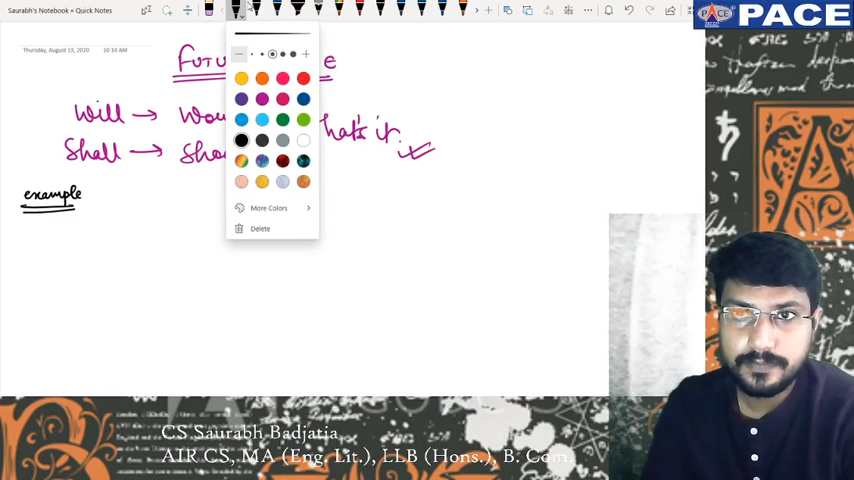 Saurabh's Notebook » Quick Notes
PACE
PACE
Thursday, August 13, 2020 10:14 AM
Futu e
Will → Wou
hat's it.
Shall → Sho
example
More Colors
Delete
A
CS Saurabh Badjatia
AIR CS, MA (Eng. Lit.), LLB (Hons.), B. Com.